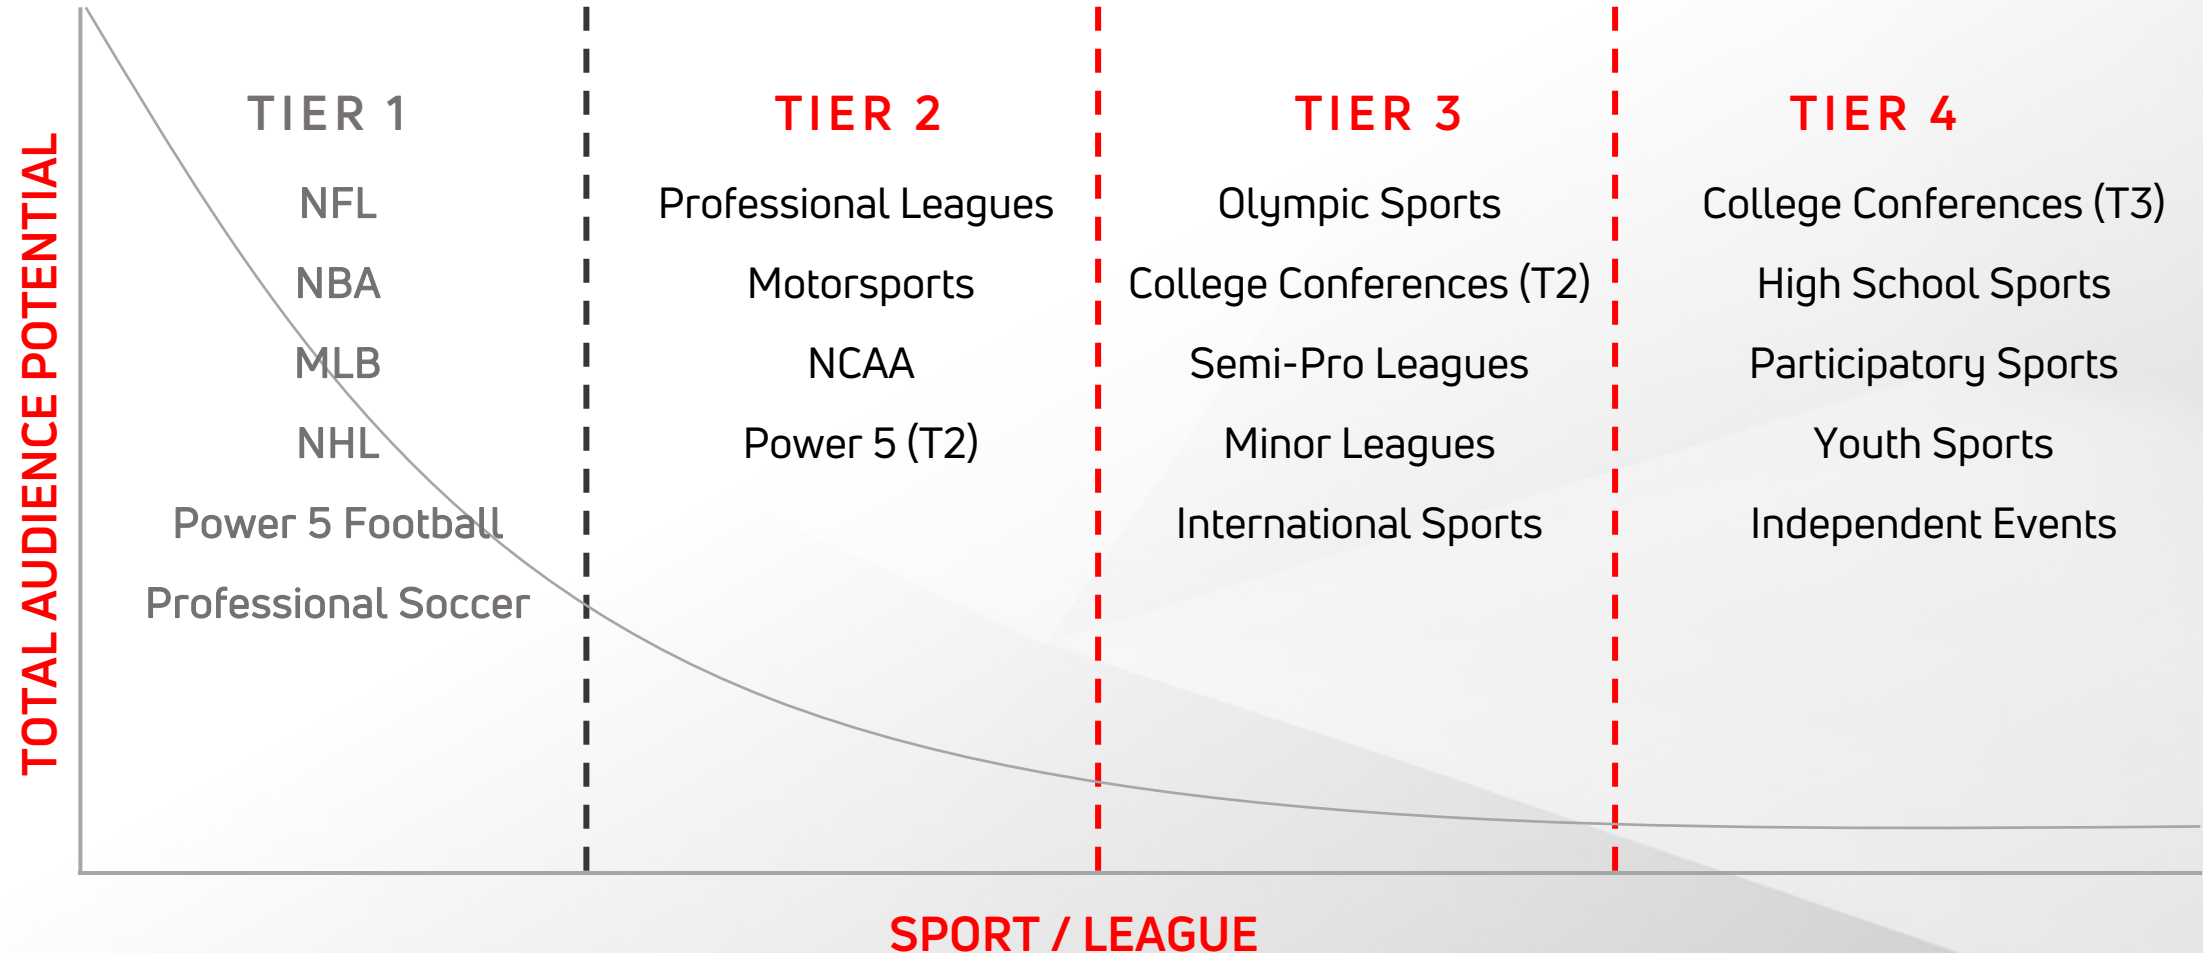 TOTAL AUDIENCE POTENTIAL
TIER 1
NFL
NBA
MLB
NHL
Power 5 Football
Professional Soccer
TIER 2
Professional Leagues
Motorsports
NCAA
Power 5 (T2)
TIER 3
Olympic Sports
College Conferences (T2)
Semi-Pro Leagues
Minor Leagues
International Sports
TIER 4
College Conferences (T3)
High School Sports
Participatory Sports
Youth Sports
Independent Events
SPORT / LEAGUE